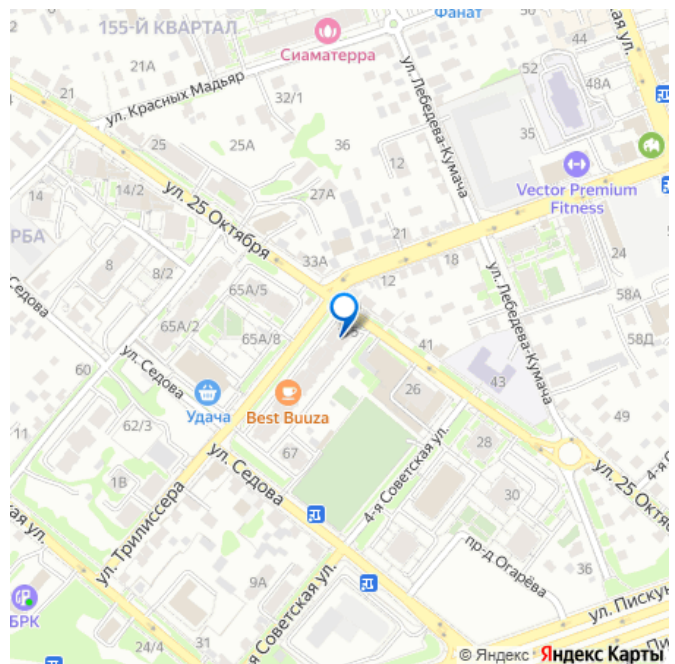 Фанат
155-Й КВАРТАЛ
Сиаматерра
44
52
48А
21А
21
32/1
ул. Красных Мадьяр
ул. Лебедева-Кумача
35
25
25А
36
12
Vector Premium
Fitness
14
14/2
27А
ул. 25 Октября
21
РБА
33А
12
18
24
8
8/2
65А/5
58А
Седова
65А/2
65А/8
ул. Лебедева-Кумача
41
58Д
60
ул. Седова
26
43
Удача
Best Buuza
49
11
62/3
67
28
ул. Седова
4-я Советская ул.
ул. 25 Октя
1В
30
ул. Трилиссера
пр-д Огарёва
36
9А
БРК
ул. Пискун
24/4
31
я Советская ул.
© Яндекс Яндекс Карты